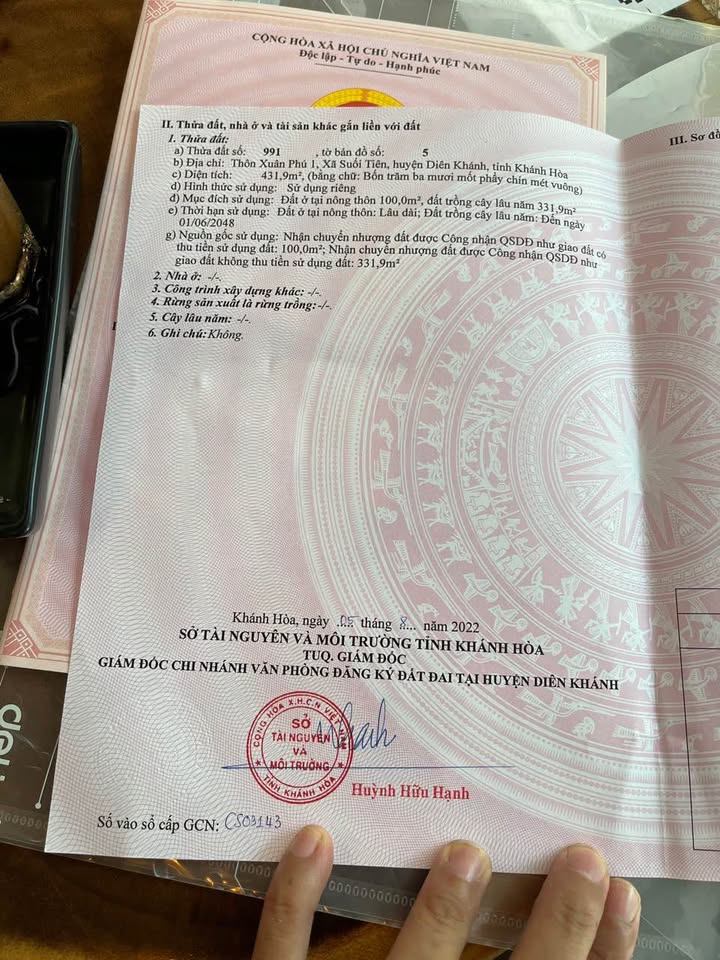 CỘNG HÒA XÃ HỘI CHỦ NGHĨA VIỆT NAM
Độc lập - Tự do - Hạnh phúc
II. Thửa đất, nhà ở và tài sản khác gắn liền với đất
III. Sơ đồ
1. Thửa đất:
a) Thửa đất số: 991 , tờ bản đồ số: 5
b) Địa chỉ: Thôn Xuân Phú 1, Xã Suối Tiên, huyện Diên Khánh, tỉnh Khánh Hòa
c) Diện tích: 431,9m², (bằng chữ: Bốn trăm ba mươi mốt phẩy chín mét vuông)
d) Hình thức sử dụng: Sử dụng riêng
đ) Mục đích sử dụng: Đất ở tại nông thôn 100,0m², đất trồng cây lâu năm 331,9m²
e) Thời hạn sử dụng: Đất ở tại nông thôn: Lâu dài; Đất trồng cây lâu năm: Đến ngày
01/06/2048
g) Nguồn gốc sử dụng: Nhận chuyển nhượng đất được Công nhận QSDĐ như giao đất có
thu tiền sử dụng đất: 100,0m²; Nhận chuyển nhượng đất được Công nhận QSDĐ như
giao đất không thu tiền sử dụng đất: 331,9m²
2. Nhà ở: -/-.
3. Công trình xây dựng khác: -/-.
4. Rừng sản xuất là rừng trồng: -/-.
5. Cây lâu năm: -/-.
6. Ghi chú: Không.
Khánh Hòa, ngày 05 tháng 8 năm 2022
SỞ TÀI NGUYÊN VÀ MÔI TRƯỜNG TỈNH KHÁNH HÒA
TUQ. GIÁM ĐỐC
GIÁM ĐỐC CHI NHÁNH VĂN PHÒNG ĐĂNG KÝ ĐẤT ĐAI TẠI HUYỆN DIÊN KHÁNH
CỘNG HÒA X.H.C.N VIỆT NAM
SỞ
TÀI NGUYÊN
VÀ
MÔI TRƯỜNG
TỈNH KHÁNH HÒA
Huỳnh Hữu Hạnh
Số vào sổ cấp GCN: CS03143
deli